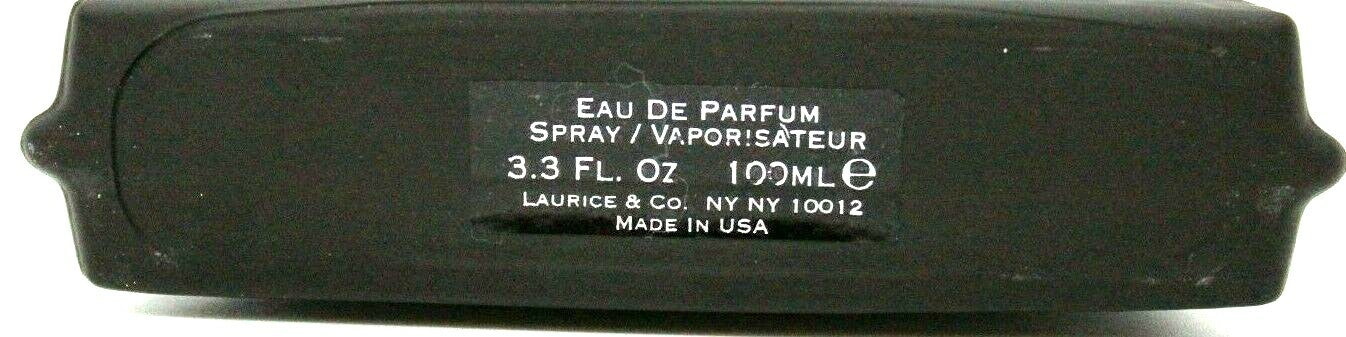 EAU DE PARFUM
SPRAY / VAPORISATEUR
3.3 FL. OZ 100ML ℮
LAURICE & CO. NY NY 10012
MADE IN USA